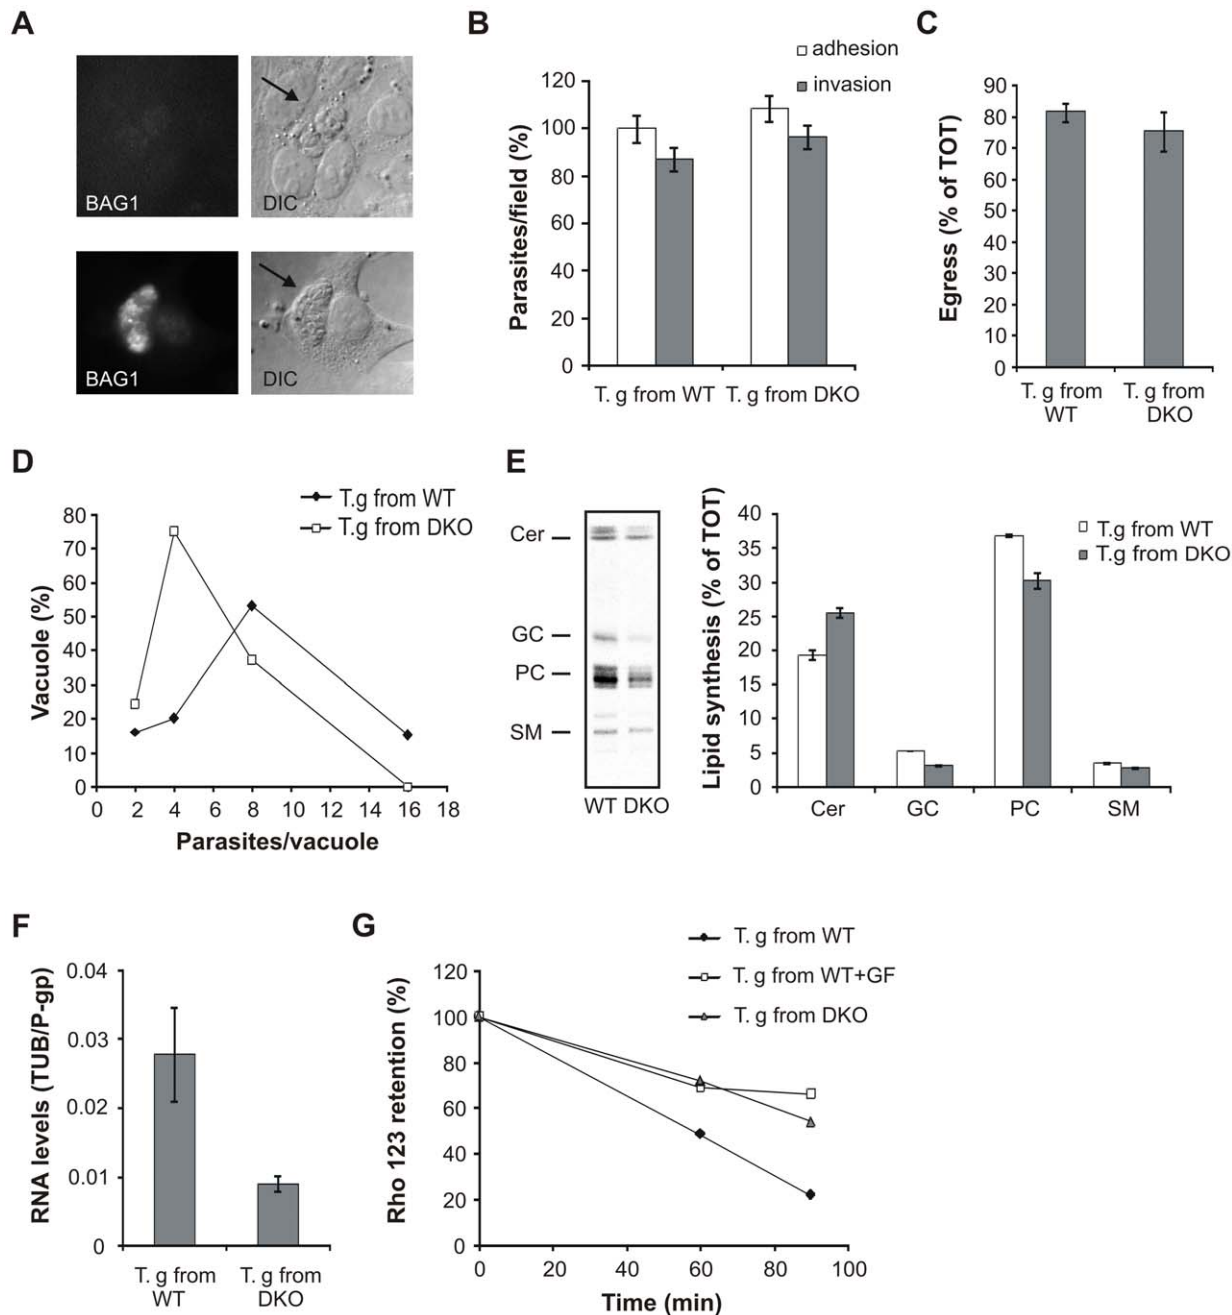 A
BAG1
DIC
BAG1
DIC
B
adhesion
invasion
Parasites/field (%)
120
100
80
60
40
20
0
T. g from WT T. g from DKO
C
Egress (% of TOT)
90
80
70
60
50
40
30
20
10
0
T. g from
WT
T. g from
DKO
D
T.g from WT
T.g from DKO
Vacuole (%)
80
70
60
50
40
30
20
10
0
0 2 4 6 8 10 12 14 16 18
Parasites/vacuole
E
Cer
GC
PC
SM
WT DKO
Lipid synthesis (% of TOT)
40
35
30
25
20
15
10
5
0
T.g from WT
T.g from DKO
Cer GC PC SM
F
RNA levels (TUB/P-gp)
0.04
0.03
0.02
0.01
0
T. g from
WT
T. g from
DKO
G
T. g from WT
T. g from WT+GF
T. g from DKO
Rho 123 retention (%)
120
100
80
60
40
20
0
0 20 40 60 80 100
Time (min)